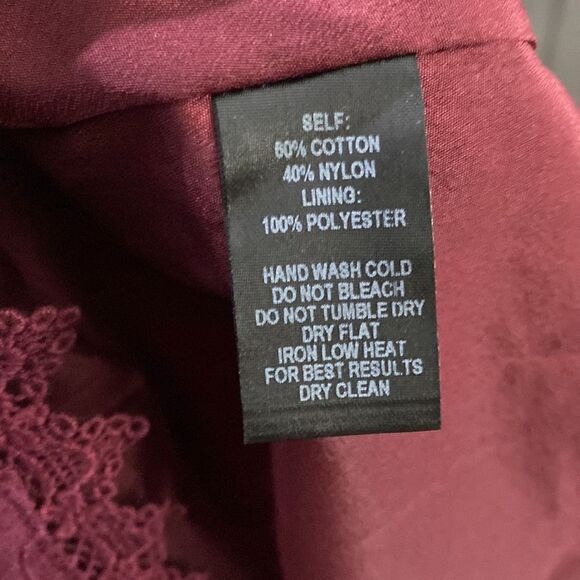 SELF:
60% COTTON
40% NYLON
LINING:
100% POLYESTER
HAND WASH COLD
DO NOT BLEACH
DO NOT TUMBLE DRY
DRY FLAT
IRON LOW HEAT
FOR BEST RESULTS
DRY CLEAN